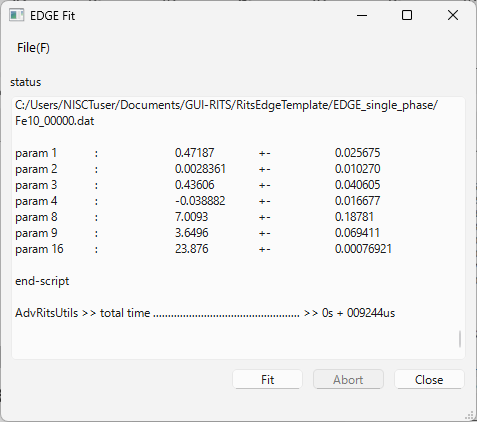 EDGE Fit
File(F)
status
C:/Users/NISCTuser/Documents/GUI-RITS/RitsEdgeTemplate/EDGE_single_phase/
Fe10_00000.dat
param 1 : 0.47187 +- 0.025675
param 2 : 0.0028361 +- 0.010270
param 3 : 0.43606 +- 0.040605
param 4 : -0.038882 +- 0.016677
param 8 : 7.0093 +- 0.18781
param 9 : 3.6496 +- 0.069411
param 16 : 23.876 +- 0.00076921
end-script
AdvRitsUtils >> total time ................................................. >> 0s + 009244us
Fit Abort Close